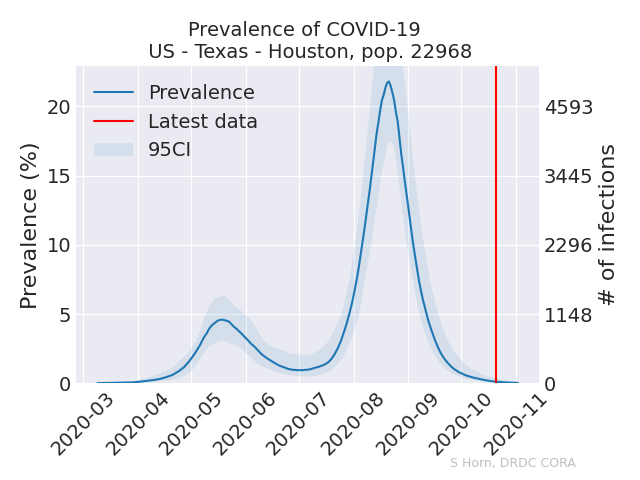 Prevalence of COVID-19
US - Texas - Houston, pop. 22968
Prevalence
Latest data
95CI
Prevalence (%)
20
15
10
5
0
4593
3445
2296
1148
0
# of infections
2020-03
2020-04
2020-05
2020-06
2020-07
2020-08
2020-09
2020-10
2020-11
S Horn, DRDC CORA